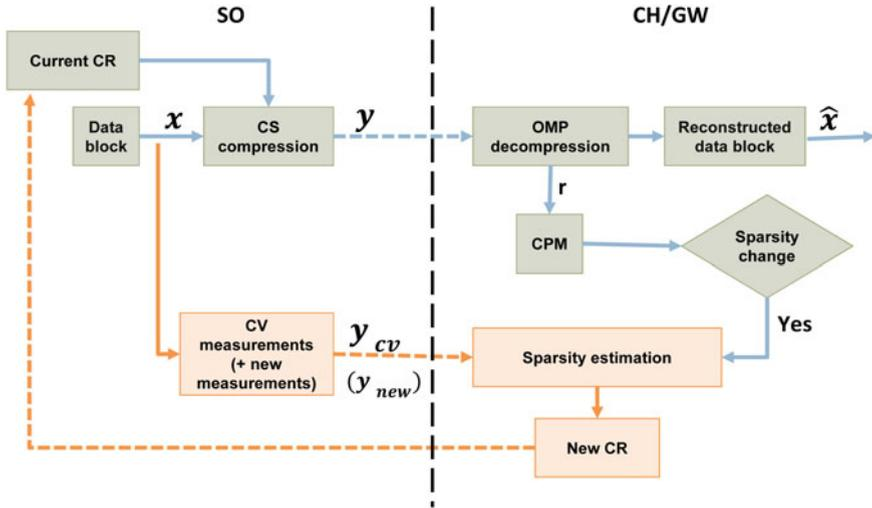 SO
CH/GW
Current CR
Data
block
x
CS
compression
y
OMP
decompression
Reconstructed
data block
x̂
r
CPM
Sparsity
change
Yes
CV
measurements
(+ new
measurements)
y cv
(y new)
Sparsity estimation
New CR